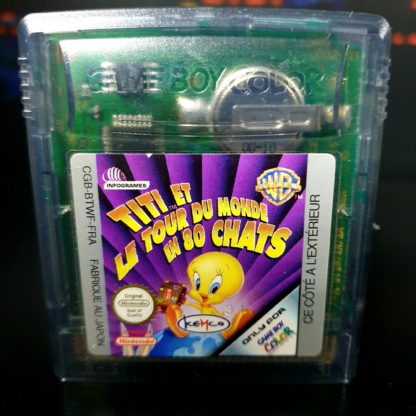 GAME BOY COLOR
INFOGRAMES
TITI ET
LE TOUR DU MONDE
EN 80 CHATS
WB
TM
CGB-BTWF-FRA
FABRIQUE AU JAPON
CE CÔTÉ A L'EXTÉRIEUR
Original
Nintendo
Seal of
Quality
Nintendo
KEMCO
ONLY FOR
GAME BOY
COLOR